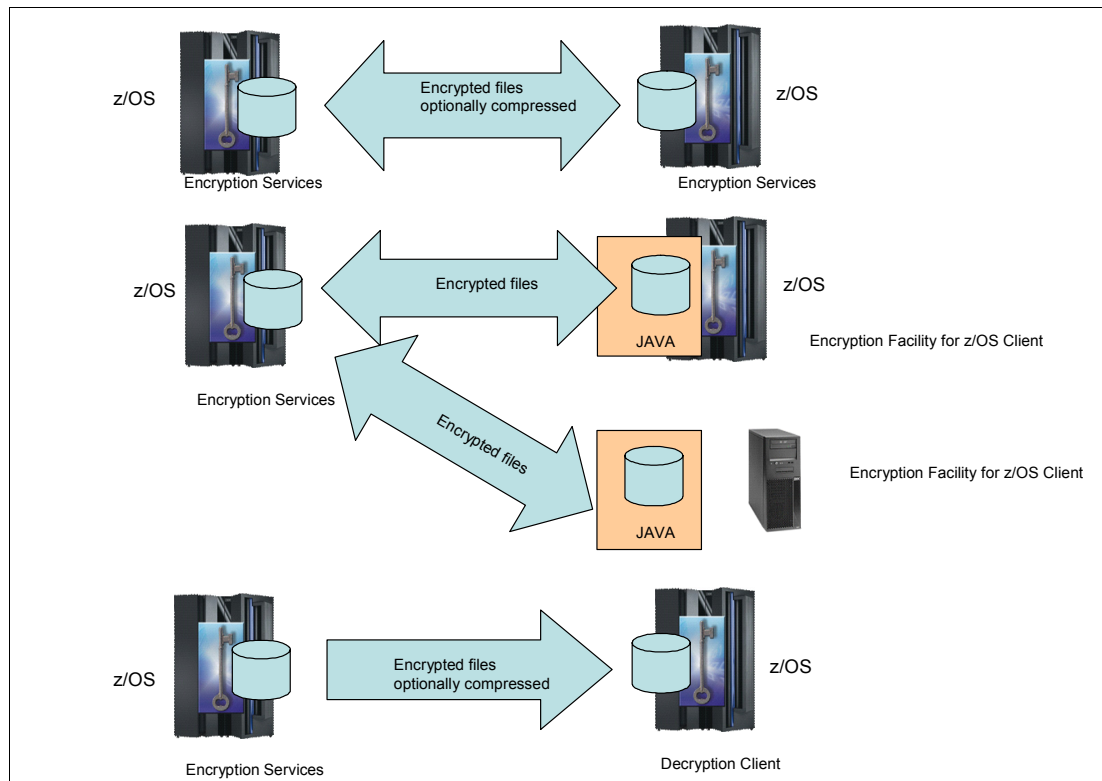 z/OS
Encrypted files
optionally compressed
z/OS
Encryption Services
Encryption Services
z/OS
Encrypted files
z/OS
JAVA
Encryption Facility for z/OS Client
Encryption Services
Encrypted files
Encryption Facility for z/OS Client
JAVA
z/OS
Encrypted files
optionally compressed
z/OS
Encryption Services
Decryption Client